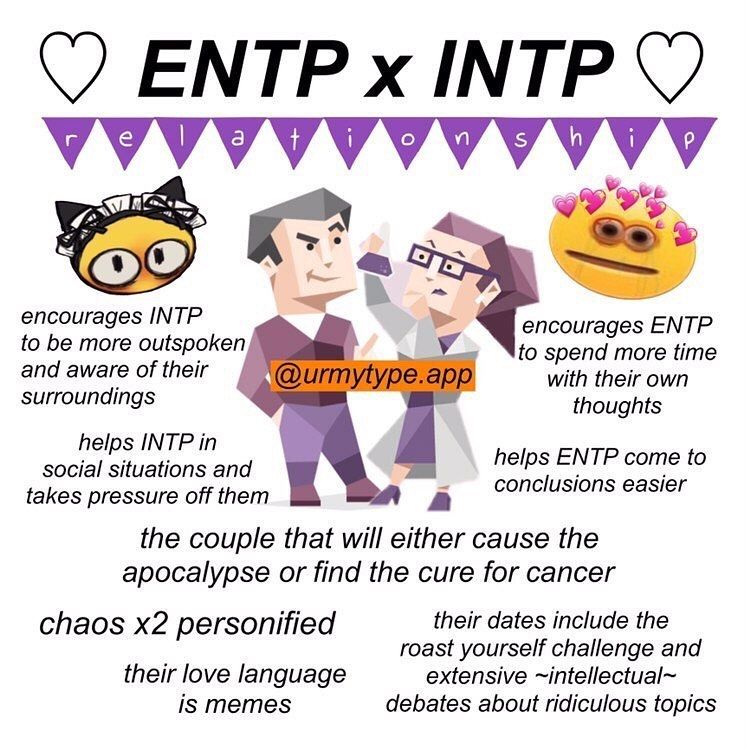 ♡ ENTP x INTP ♡
relationship
encourages INTP
to be more outspoken
and aware of their
surroundings
helps INTP in
social situations and
takes pressure off them
@urmytype.app
encourages ENTP
to spend more time
with their own
thoughts
helps ENTP come to
conclusions easier
the couple that will either cause the
apocalypse or find the cure for cancer
chaos x2 personified
their love language
is memes
their dates include the
roast yourself challenge and
extensive ~intellectual~
debates about ridiculous topics